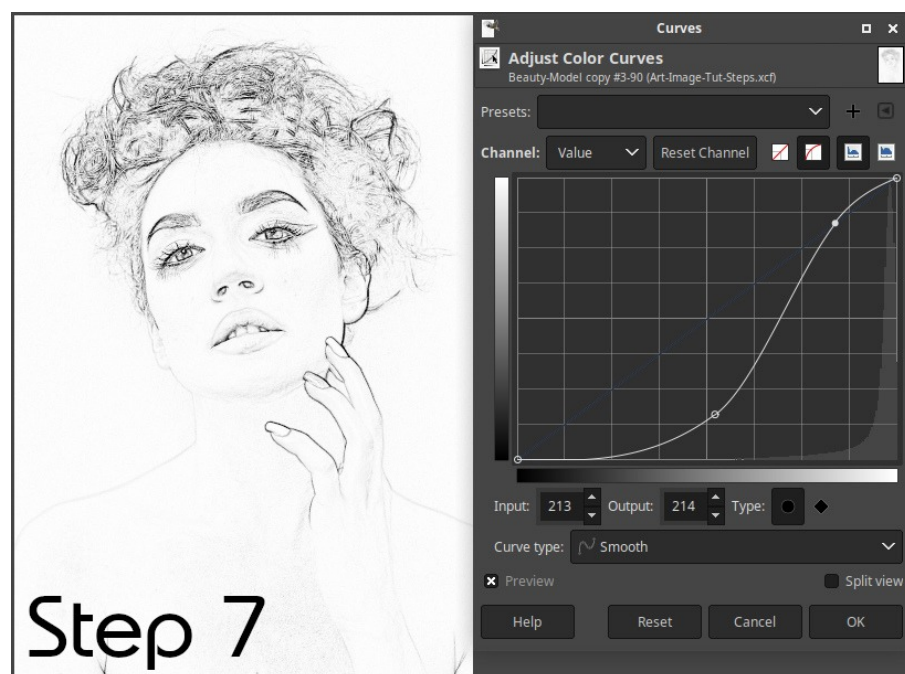 Curves
Adjust Color Curves
Beauty-Model copy #3-90 (Art-Image-Tut-Steps.xcf)
Presets:
Channel: Value Reset Channel
Input: 213 Output: 214 Type:
Curve type: Smooth
Preview Split view
Help Reset Cancel OK
Step 7